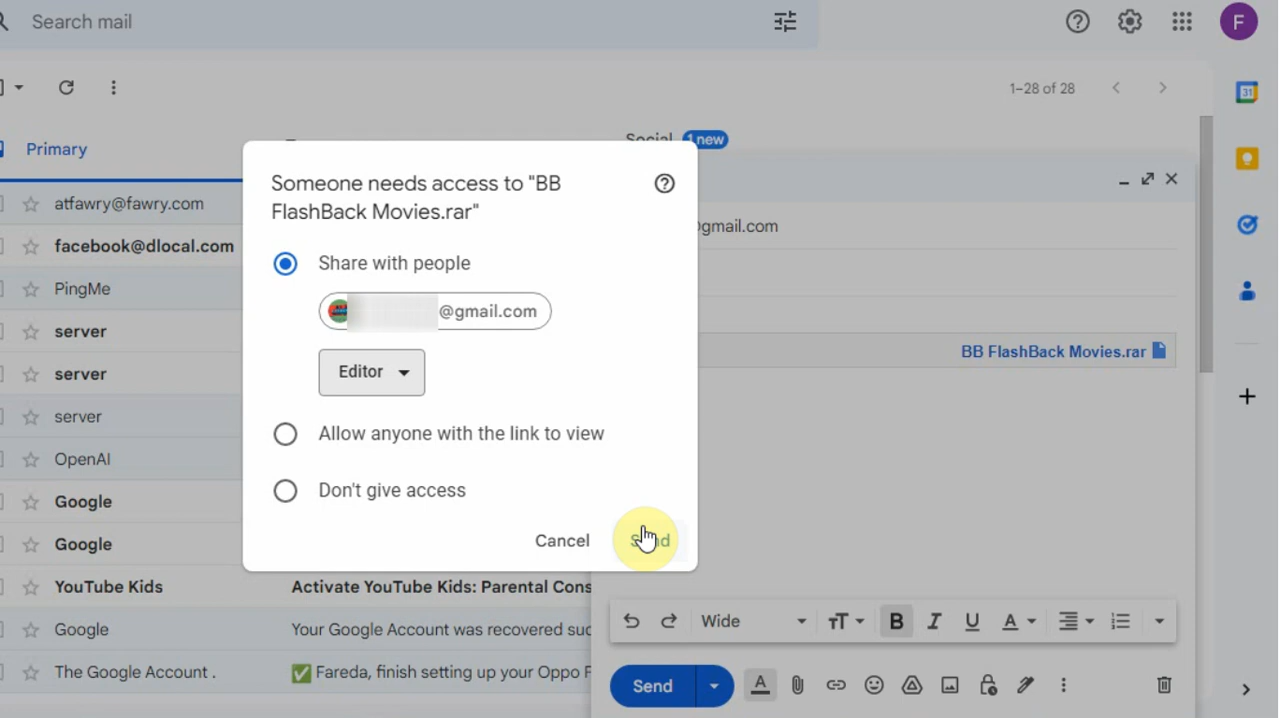 Search mail
F
1–28 of 28
31
Primary
Social 1 new
Someone needs access to "BB
FlashBack Movies.rar"
Share with people
@gmail.com
Editor
Allow anyone with the link to view
Don't give access
Cancel
Send
@gmail.com
BB FlashBack Movies.rar
atfawry@fawry.com
facebook@dlocal.com
PingMe
server
server
server
OpenAI
Google
Google
YouTube Kids Activate YouTube Kids: Parental Cons
Google Your Google Account was recovered suc
The Google Account . ✅ Fareda, finish setting up your Oppo F
Wide
B I U A
Send A